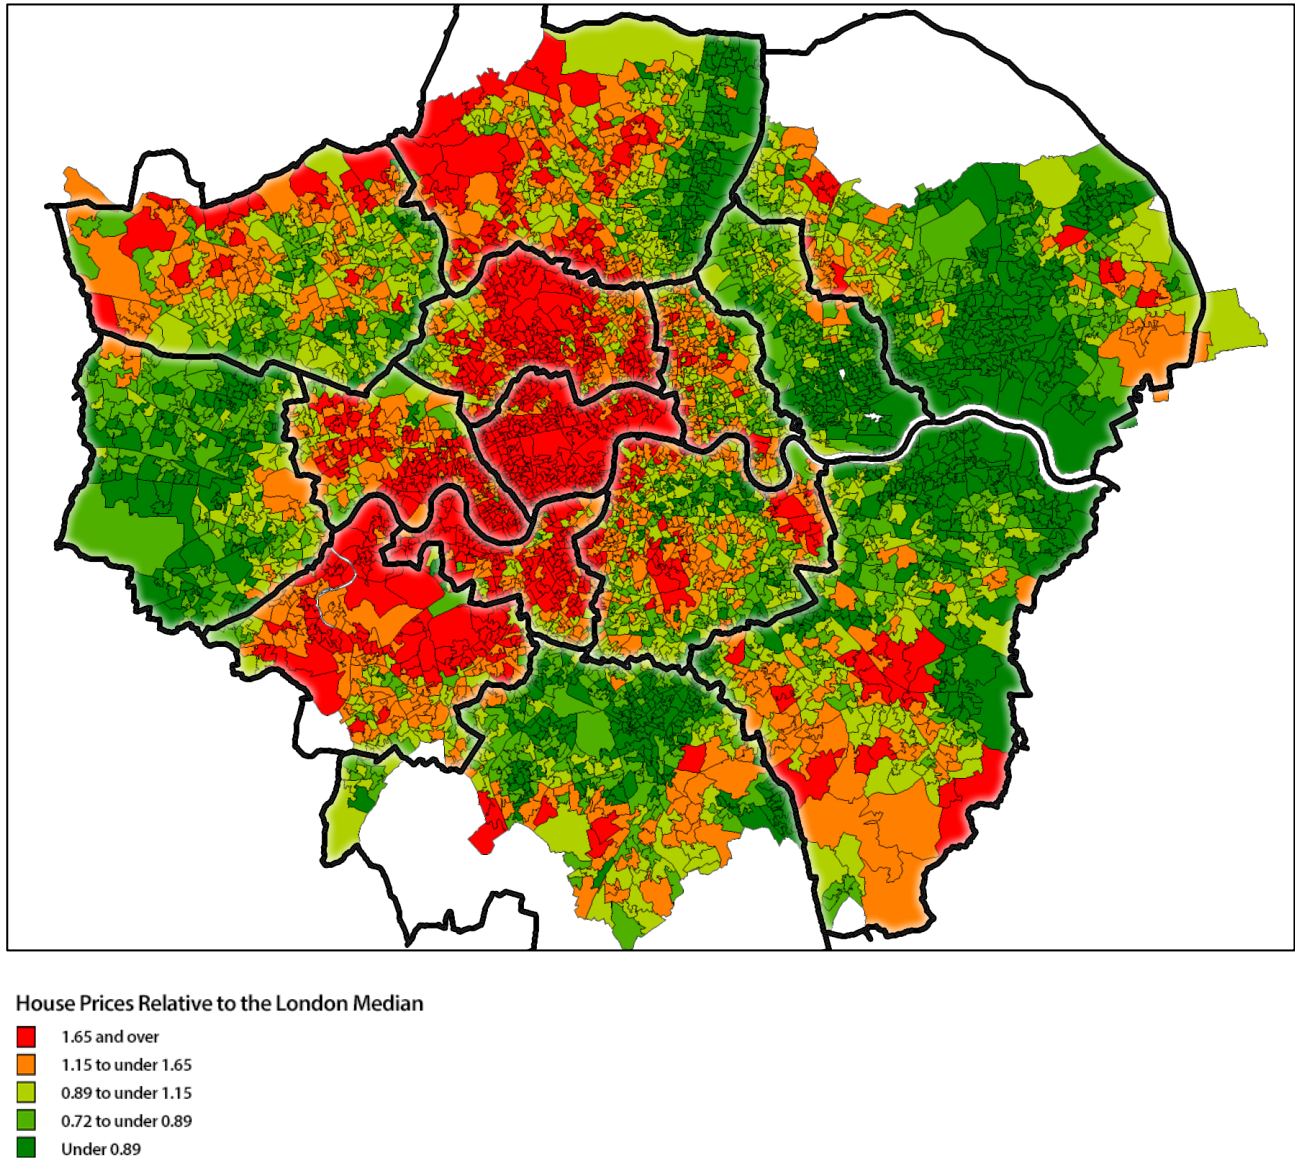 House Prices Relative to the London Median
1.65 and over
1.15 to under 1.65
0.89 to under 1.15
0.72 to under 0.89
Under 0.89